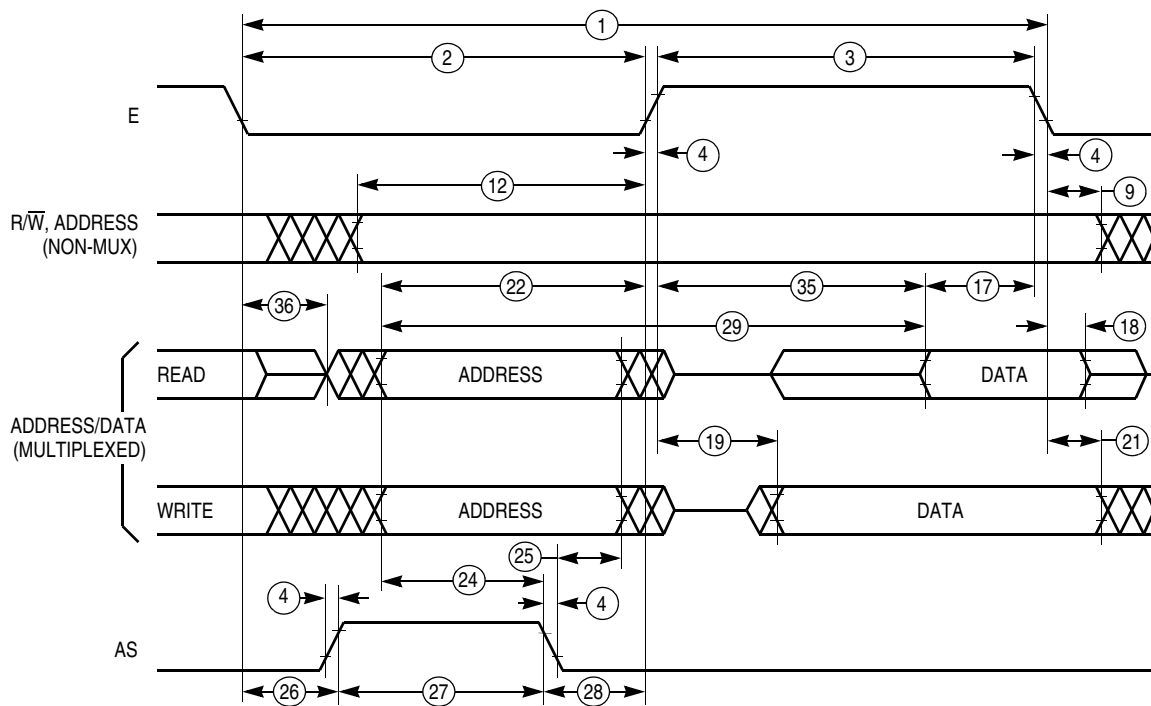 1
2
3
E
4
4
12
9
R/W̅, ADDRESS
(NON-MUX)
22
35
17
36
29
18
READ
ADDRESS
DATA
ADDRESS/DATA
(MULTIPLEXED)
19
21
WRITE
ADDRESS
DATA
25
24
4
4
AS
26
27
28